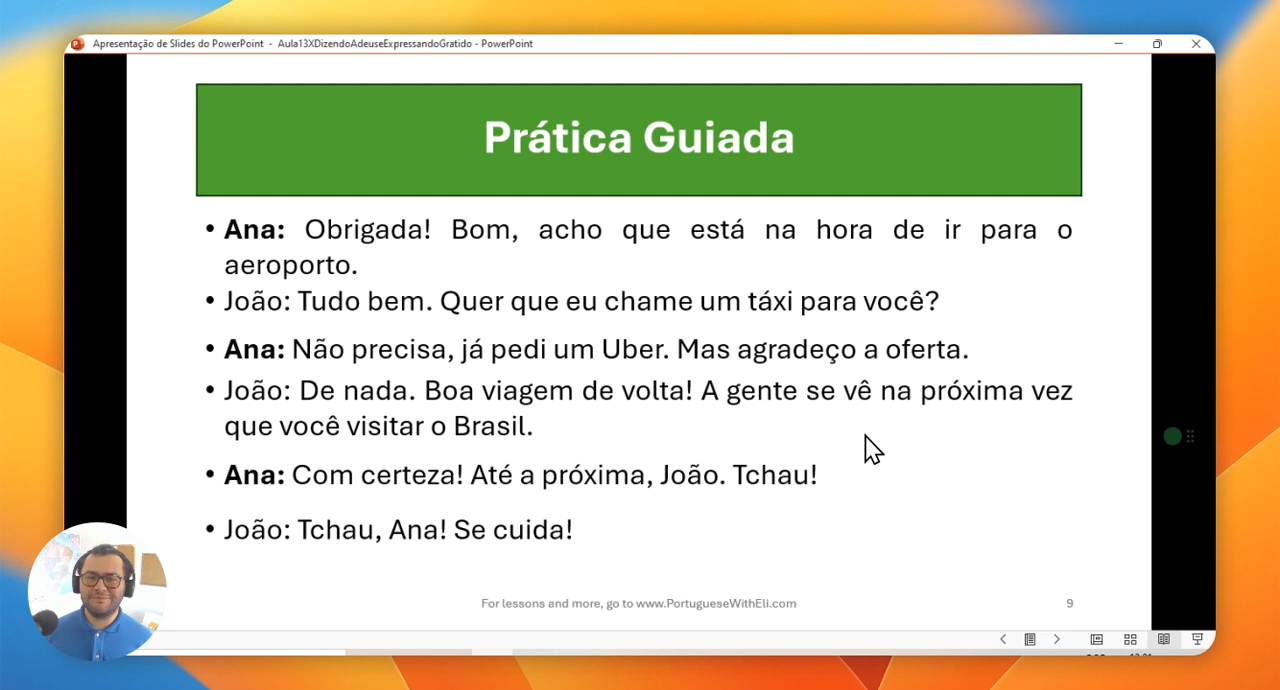 Apresentação de Slides do PowerPoint - Aula13XDizendoAdeuseExpressandoGratido - PowerPoint
Prática Guiada
• Ana: Obrigada! Bom, acho que está na hora de ir para o
aeroporto.
• João: Tudo bem. Quer que eu chame um táxi para você?
• Ana: Não precisa, já pedi um Uber. Mas agradeço a oferta.
• João: De nada. Boa viagem de volta! A gente se vê na próxima vez
que você visitar o Brasil.
• Ana: Com certeza! Até a próxima, João. Tchau!
• João: Tchau, Ana! Se cuida!
For lessons and more, go to www.PortugueseWithEli.com
9